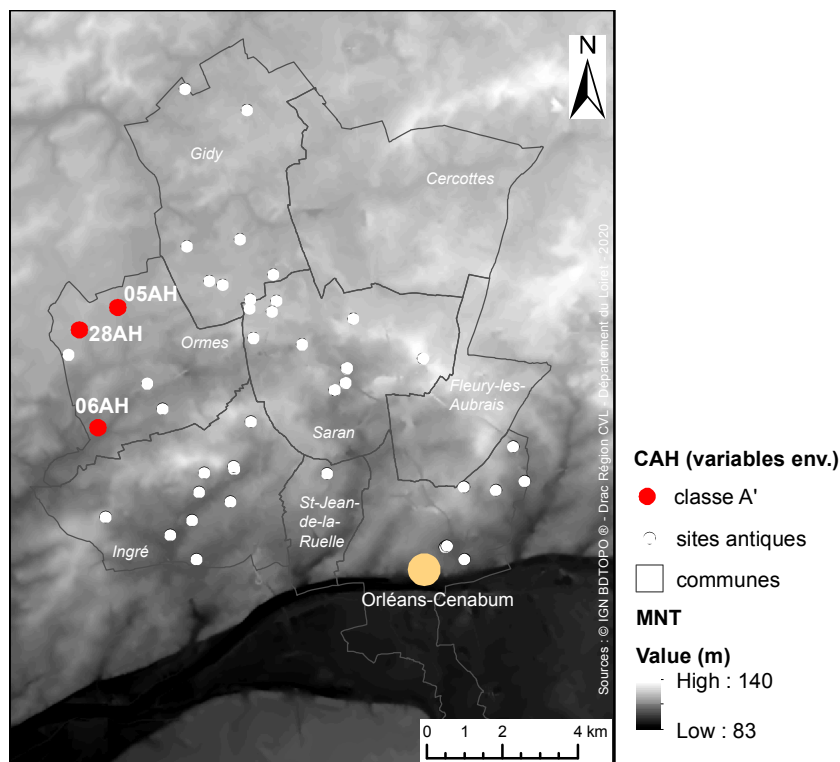 N
Gidy
Cercottes
05AH
28AH
Ormes
06AH
Fleury-les-
Aubrais
Saran
St-Jean-
de-la-
Ruelle
Ingré
Orléans-Cenabum
0 2 4 km
Sources : © IGN BDTOPO ® - Drac Région CVL - Département du Loiret - 2020
CAH (variables env.)
classe A'
sites antiques
communes
MNT
Value (m)
High : 140
Low : 83